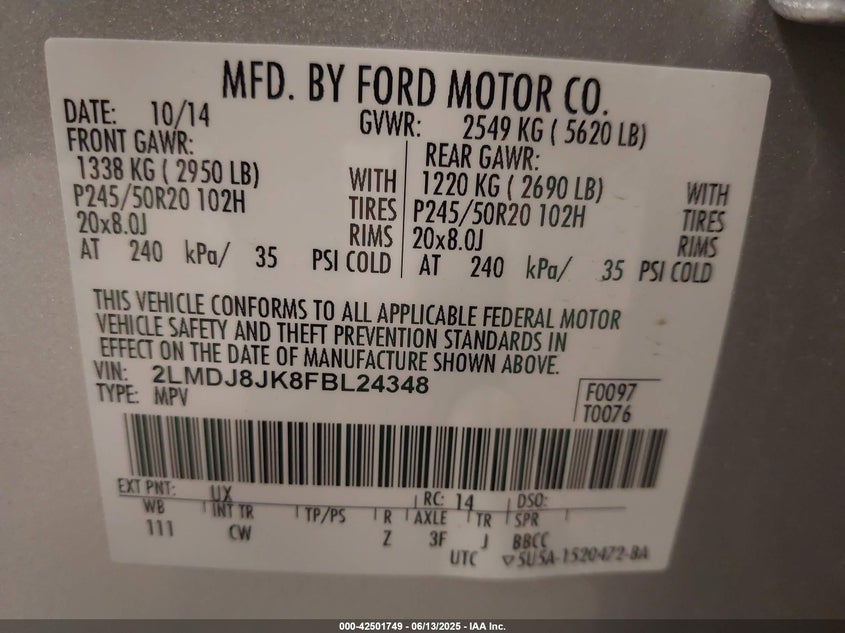 MFD. BY FORD MOTOR CO.
DATE: 10/14 GVWR: 2549 KG ( 5620 LB)
FRONT GAWR: REAR GAWR:
1338 KG ( 2950 LB) WITH 1220 KG ( 2690 LB) WITH
P245/50R20 102H TIRES P245/50R20 102H TIRES
20x8.0J RIMS 20x8.0J RIMS
AT 240 kPa/ 35 PSI COLD AT 240 kPa/ 35 PSI COLD
THIS VEHICLE CONFORMS TO ALL APPLICABLE FEDERAL MOTOR
VEHICLE SAFETY AND THEFT PREVENTION STANDARDS IN
EFFECT ON THE DATE OF MANUFACTURE SHOWN ABOVE.
VIN: 2LMDJ8JK8FBL24348
TYPE: MPV
F0097
T0076
EXT PNT: UX RC: 14 DSO:
WB INT TR TP/PS R AXLE TR SPR
111 CW Z 3F J BBCC
UTC ▽5U5A-1520472-BA
000-42501749 - 06/13/2025 - IAA Inc.